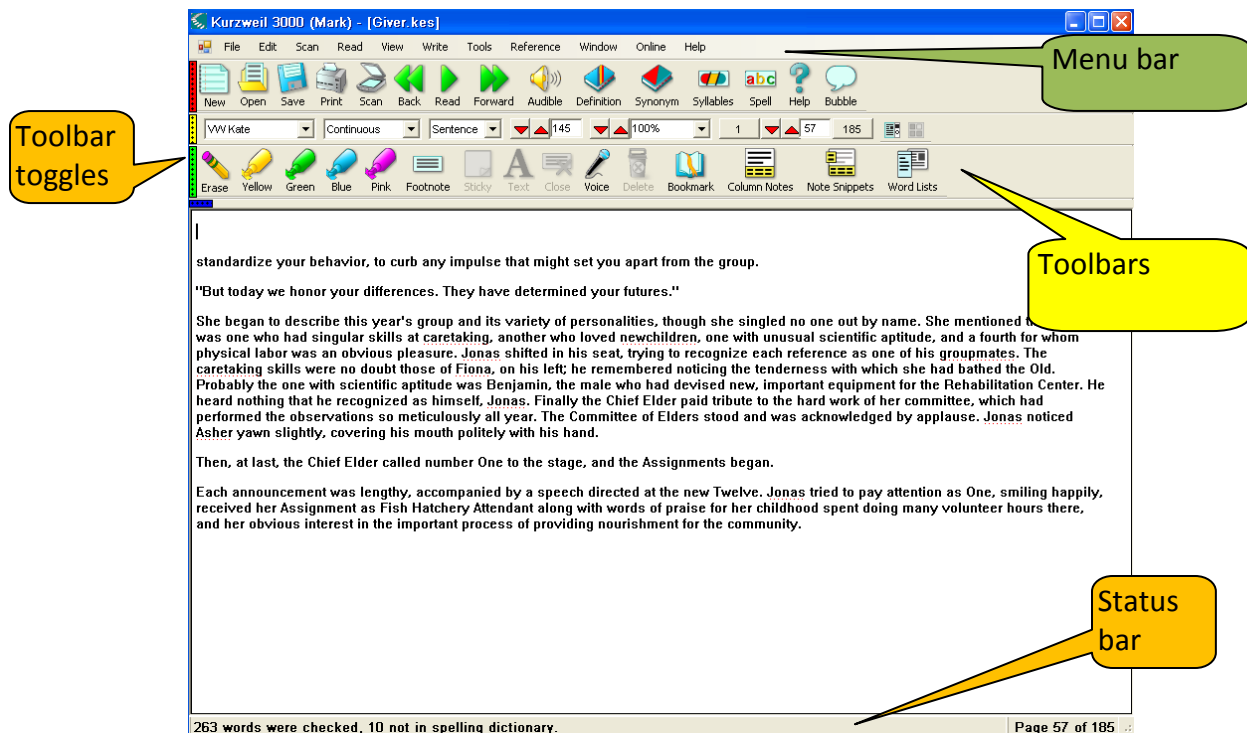 Kurzweil 3000 (Mark) - [Giver.kes]
File Edit Scan Read View Write Tools Reference Window Online Help
Menu bar
New Open Save Print Scan Back Read Forward Audible Definition Synonym Syllables Spell Help Bubble
abc
VW Kate Continuous Sentence 145 100% 1 57 185
Toolbar
toggles
Erase Yellow Green Blue Pink Footnote Sticky Text Close Voice Delete Bookmark Column Notes Note Snippets Word Lists
Toolbars
standardize your behavior, to curb any impulse that might set you apart from the group.
"But today we honor your differences. They have determined your futures."
She began to describe this year's group and its variety of personalities, though she singled no one out by name. She mentioned
was one who had singular skills at caretaking, another who loved newchildren, one with unusual scientific aptitude, and a fourth for whom
physical labor was an obvious pleasure. Jonas shifted in his seat, trying to recognize each reference as one of his groupmates. The
caretaking skills were no doubt those of Fiona, on his left; he remembered noticing the tenderness with which she had bathed the Old.
Probably the one with scientific aptitude was Benjamin, the male who had devised new, important equipment for the Rehabilitation Center. He
heard nothing that he recognized as himself, Jonas. Finally the Chief Elder paid tribute to the hard work of her committee, which had
performed the observations so meticulously all year. The Committee of Elders stood and was acknowledged by applause. Jonas noticed
Asher yawn slightly, covering his mouth politely with his hand.
Then, at last, the Chief Elder called number One to the stage, and the Assignments began.
Each announcement was lengthy, accompanied by a speech directed at the new Twelve. Jonas tried to pay attention as One, smiling happily,
received her Assignment as Fish Hatchery Attendant along with words of praise for her childhood spent doing many volunteer hours there,
and her obvious interest in the important process of providing nourishment for the community.
Status
bar
263 words were checked, 10 not in spelling dictionary. Page 57 of 185